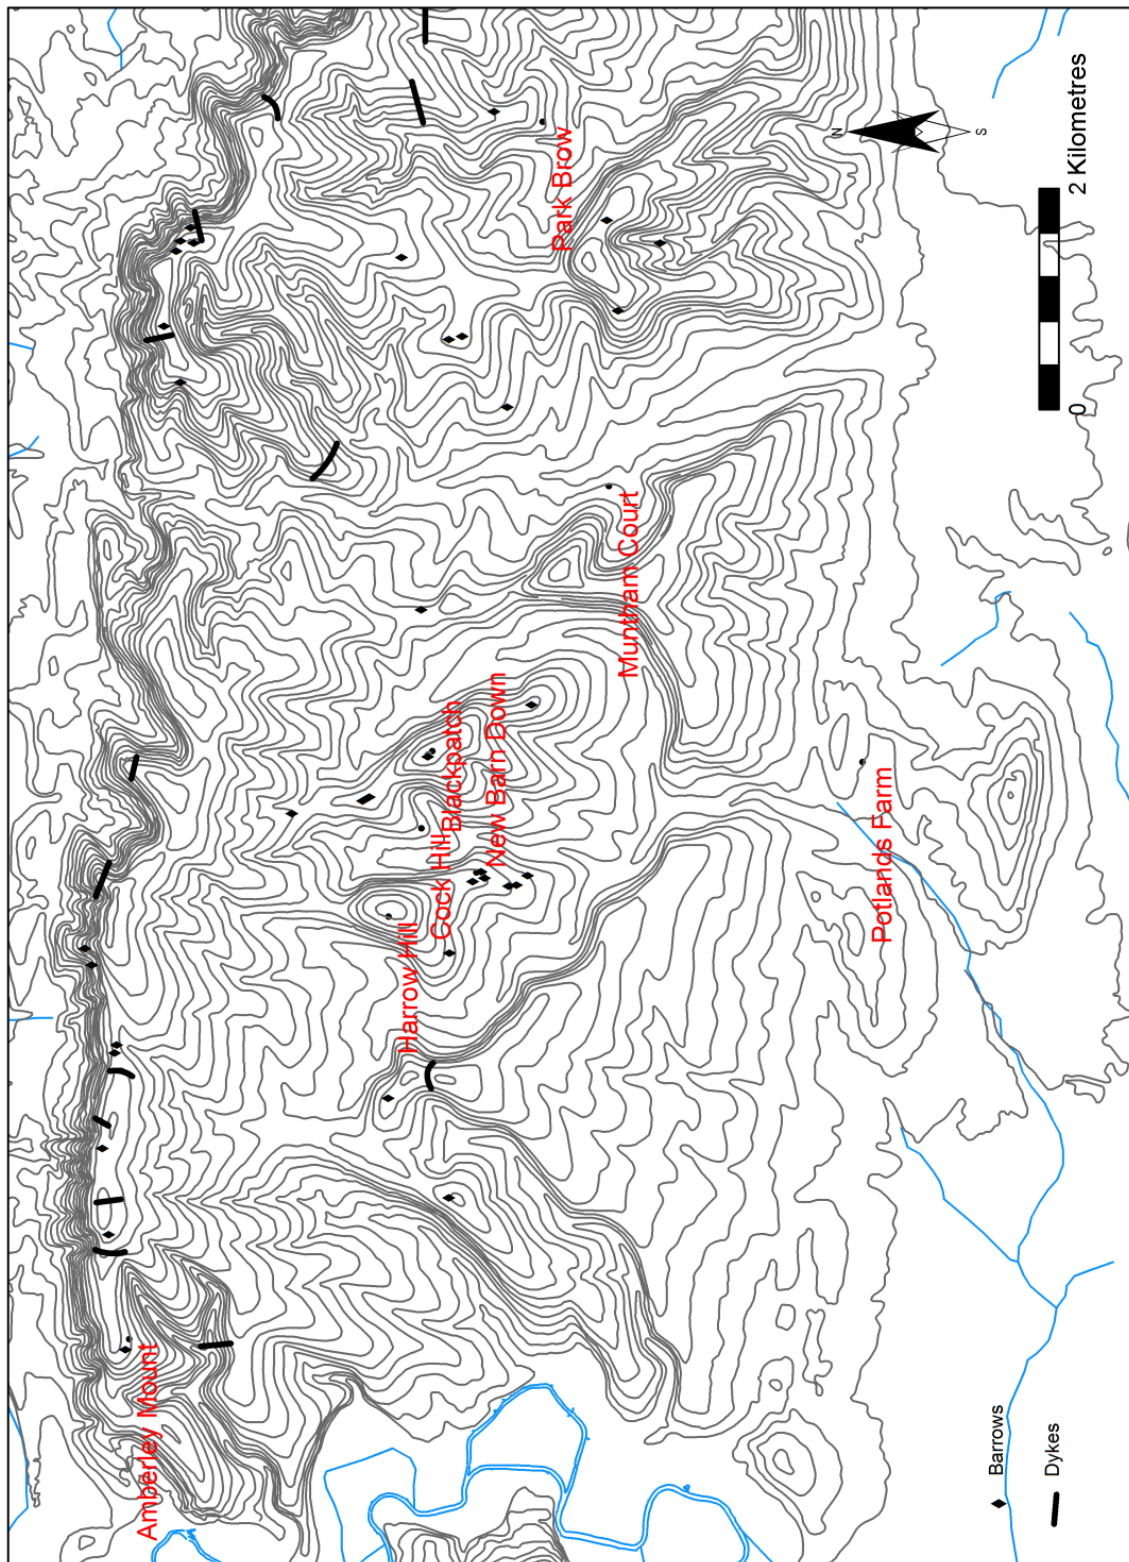 Amberley Mount
Harrow Hill
Cock Hill
Blackpatch
New Barn Down
Muntham Court
Park Brow
Potlands Farm
N
S
0
2 Kilometres
Barrows
Dykes